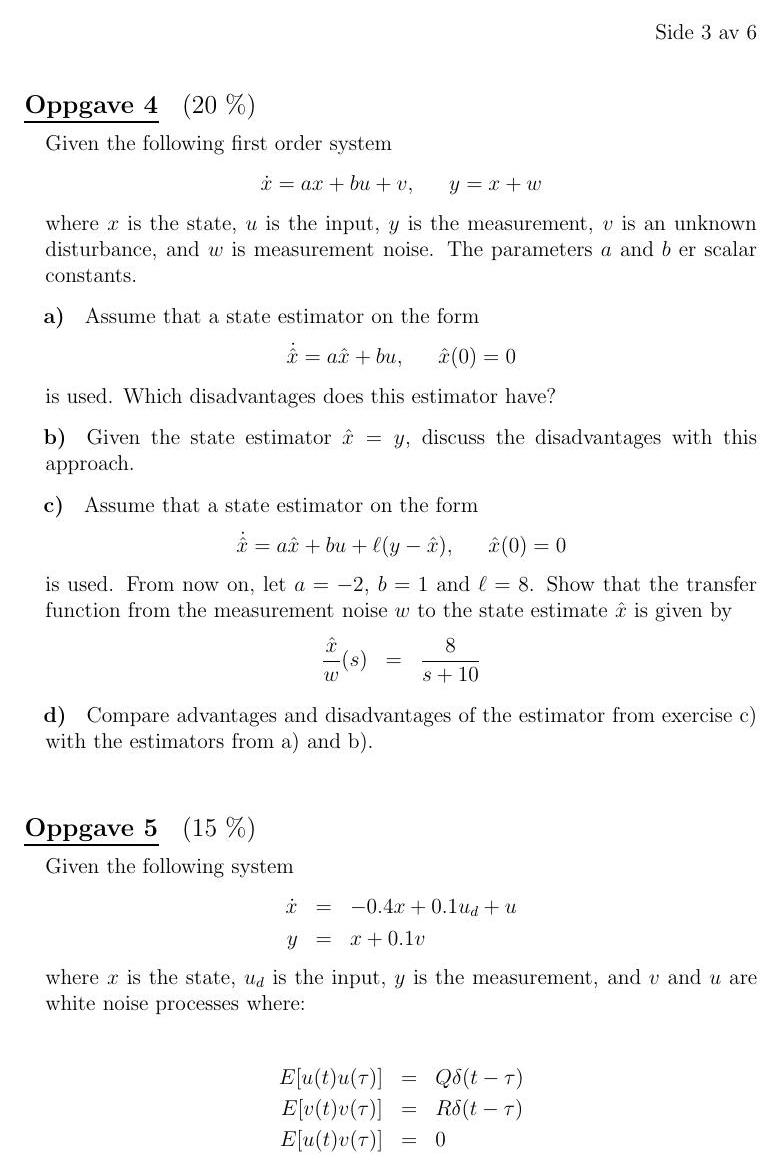 Side 3 av 6
Oppgave 4 (20 %)
Given the following first order system
ẋ = ax + bu + v, y = x + w
where x is the state, u is the input, y is the measurement, v is an unknown
disturbance, and w is measurement noise. The parameters a and b er scalar
constants.
a) Assume that a state estimator on the form
x̂̇ = ax̂ + bu, x̂(0) = 0
is used. Which disadvantages does this estimator have?
b) Given the state estimator x̂ = y, discuss the disadvantages with this
approach.
c) Assume that a state estimator on the form
x̂̇ = ax̂ + bu + ℓ(y − x̂), x̂(0) = 0
is used. From now on, let a = −2, b = 1 and ℓ = 8. Show that the transfer
function from the measurement noise w to the state estimate x̂ is given by
x̂/w (s) = 8/(s + 10)
d) Compare advantages and disadvantages of the estimator from exercise c)
with the estimators from a) and b).
Oppgave 5 (15 %)
Given the following system
ẋ = −0.4x + 0.1u_d + u
y = x + 0.1v
where x is the state, u_d is the input, y is the measurement, and v and u are
white noise processes where:
E[u(t)u(τ)] = Qδ(t − τ)
E[v(t)v(τ)] = Rδ(t − τ)
E[u(t)v(τ)] = 0